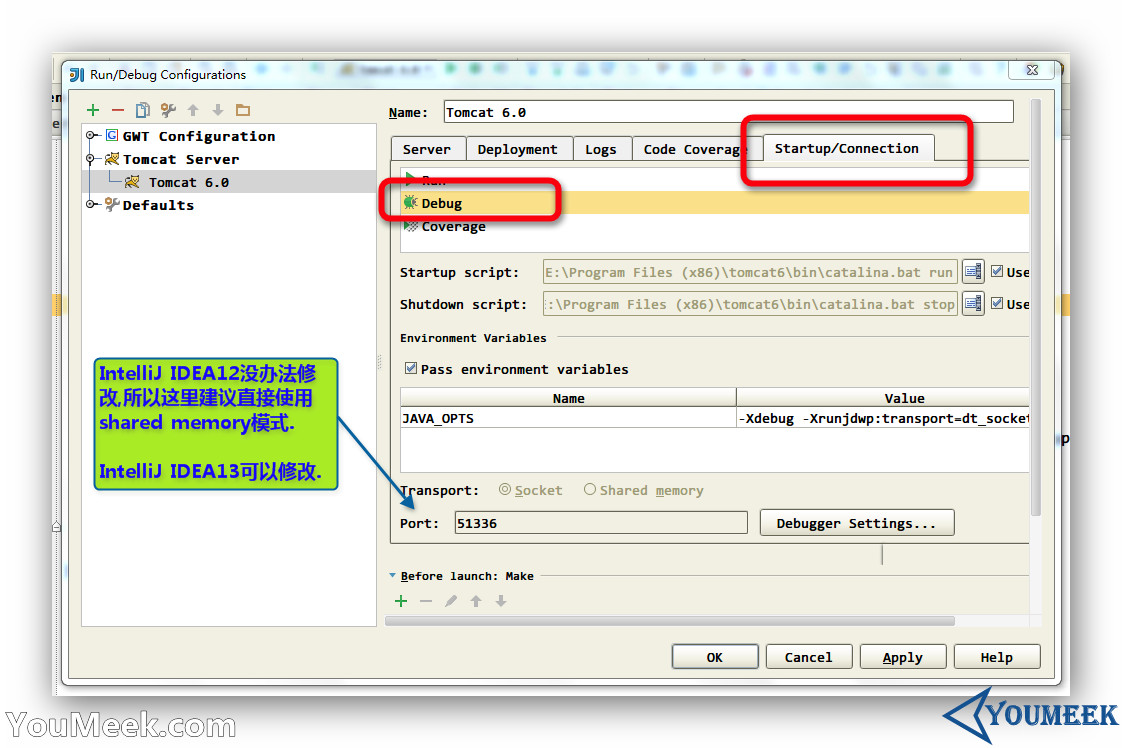 Run/Debug Configurations
Name: Tomcat 6.0
GWT Configuration
Tomcat Server
Tomcat 6.0
Defaults
Server Deployment Logs Code Coverage Startup/Connection
Run
Debug
Coverage
Startup script: E:\Program Files (x86)\tomcat6\bin\catalina.bat run Use
Shutdown script: :\Program Files (x86)\tomcat6\bin\catalina.bat stop Use
Environment Variables
Pass environment variables
Name Value
JAVA_OPTS -Xdebug -Xrunjdwp:transport=dt_socket
IntelliJ IDEA12没办法修
改,所以这里建议直接使用
shared memory模式.
IntelliJ IDEA13可以修改.
Transport: Socket Shared memory
Port: 51336 Debugger Settings...
Before launch: Make
OK Cancel Apply Help
YouMeek.com
YOUMEEK